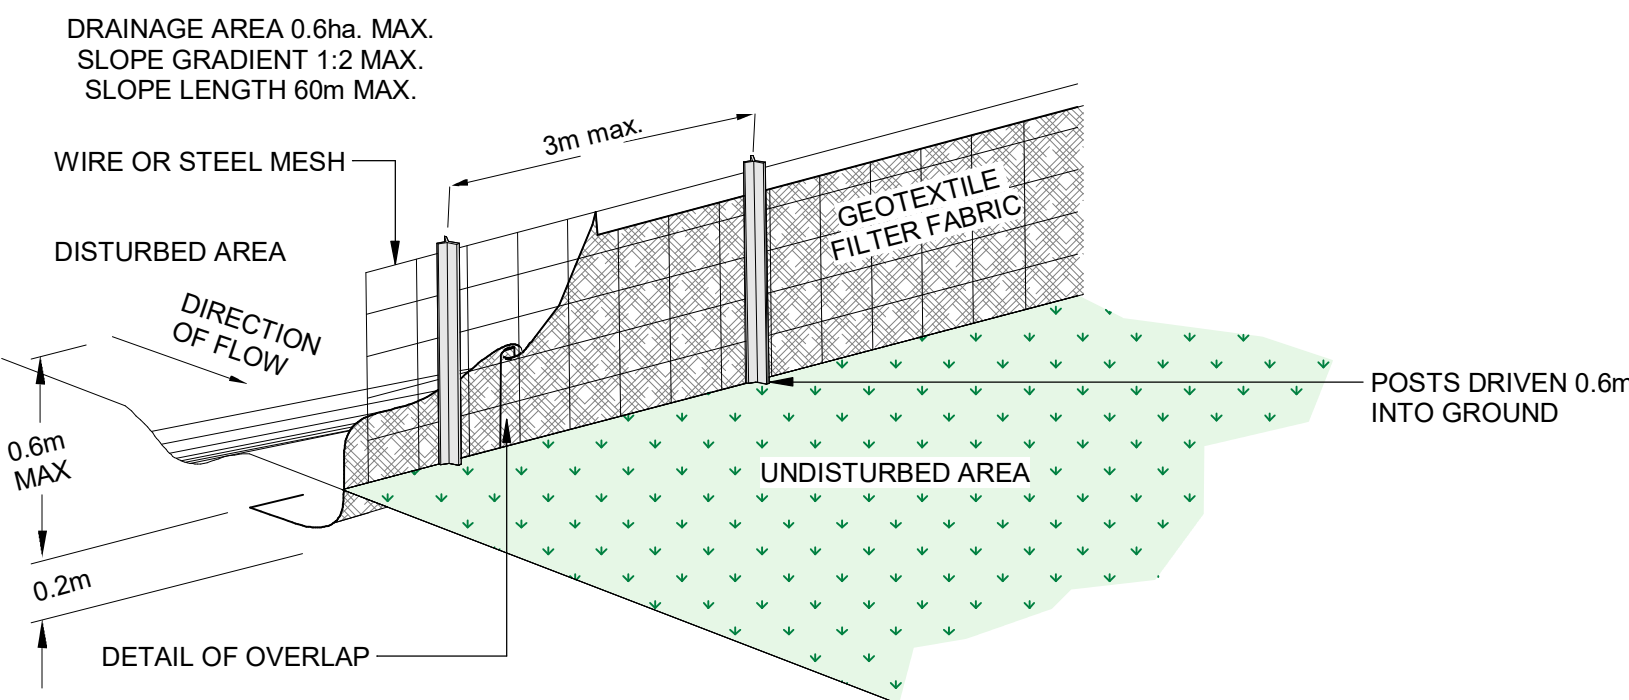 DRAINAGE AREA 0.6ha. MAX.
SLOPE GRADIENT 1:2 MAX.
SLOPE LENGTH 60m MAX.
3m max.
WIRE OR STEEL MESH
GEOTEXTILE
FILTER FABRIC
DISTURBED AREA
DIRECTION
OF FLOW
POSTS DRIVEN 0.6m
INTO GROUND
0.6m
MAX
UNDISTURBED AREA
0.2m
DETAIL OF OVERLAP